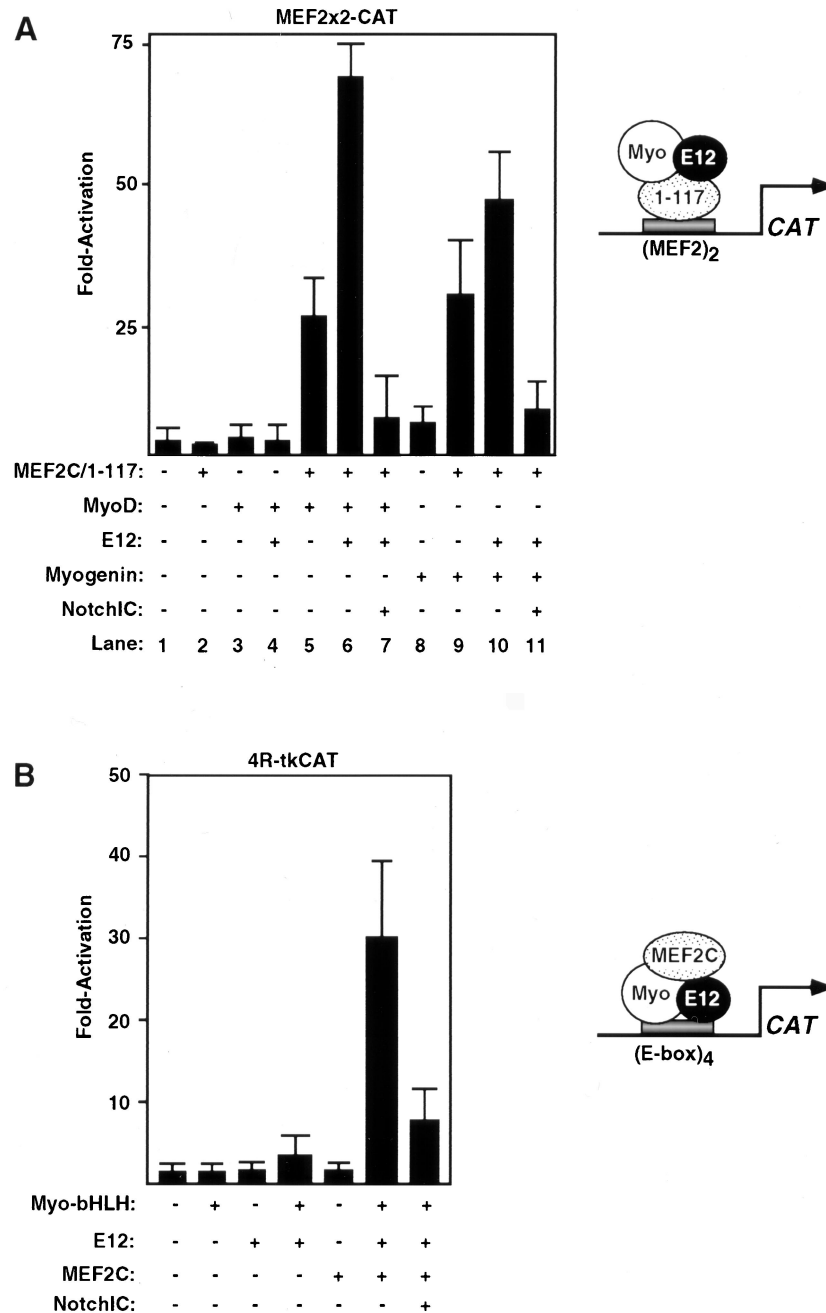 A
MEF2x2-CAT
75
50
25
Fold-Activation
Myo
E12
1-117
(MEF2)2
CAT
MEF2C/1-117: - + - - + + + - + + +
MyoD: - - + + + + + - - - -
E12: - - - + - + + - - + +
Myogenin: - - - - - - - + + + +
NotchIC: - - - - - - + - - - +
Lane: 1 2 3 4 5 6 7 8 9 10 11
B
4R-tkCAT
50
40
30
20
10
Fold-Activation
MEF2C
Myo
E12
(E-box)4
CAT
Myo-bHLH: - + - + - + +
E12: - - + + - + +
MEF2C: - - - - + + +
NotchIC: - - - - - - +